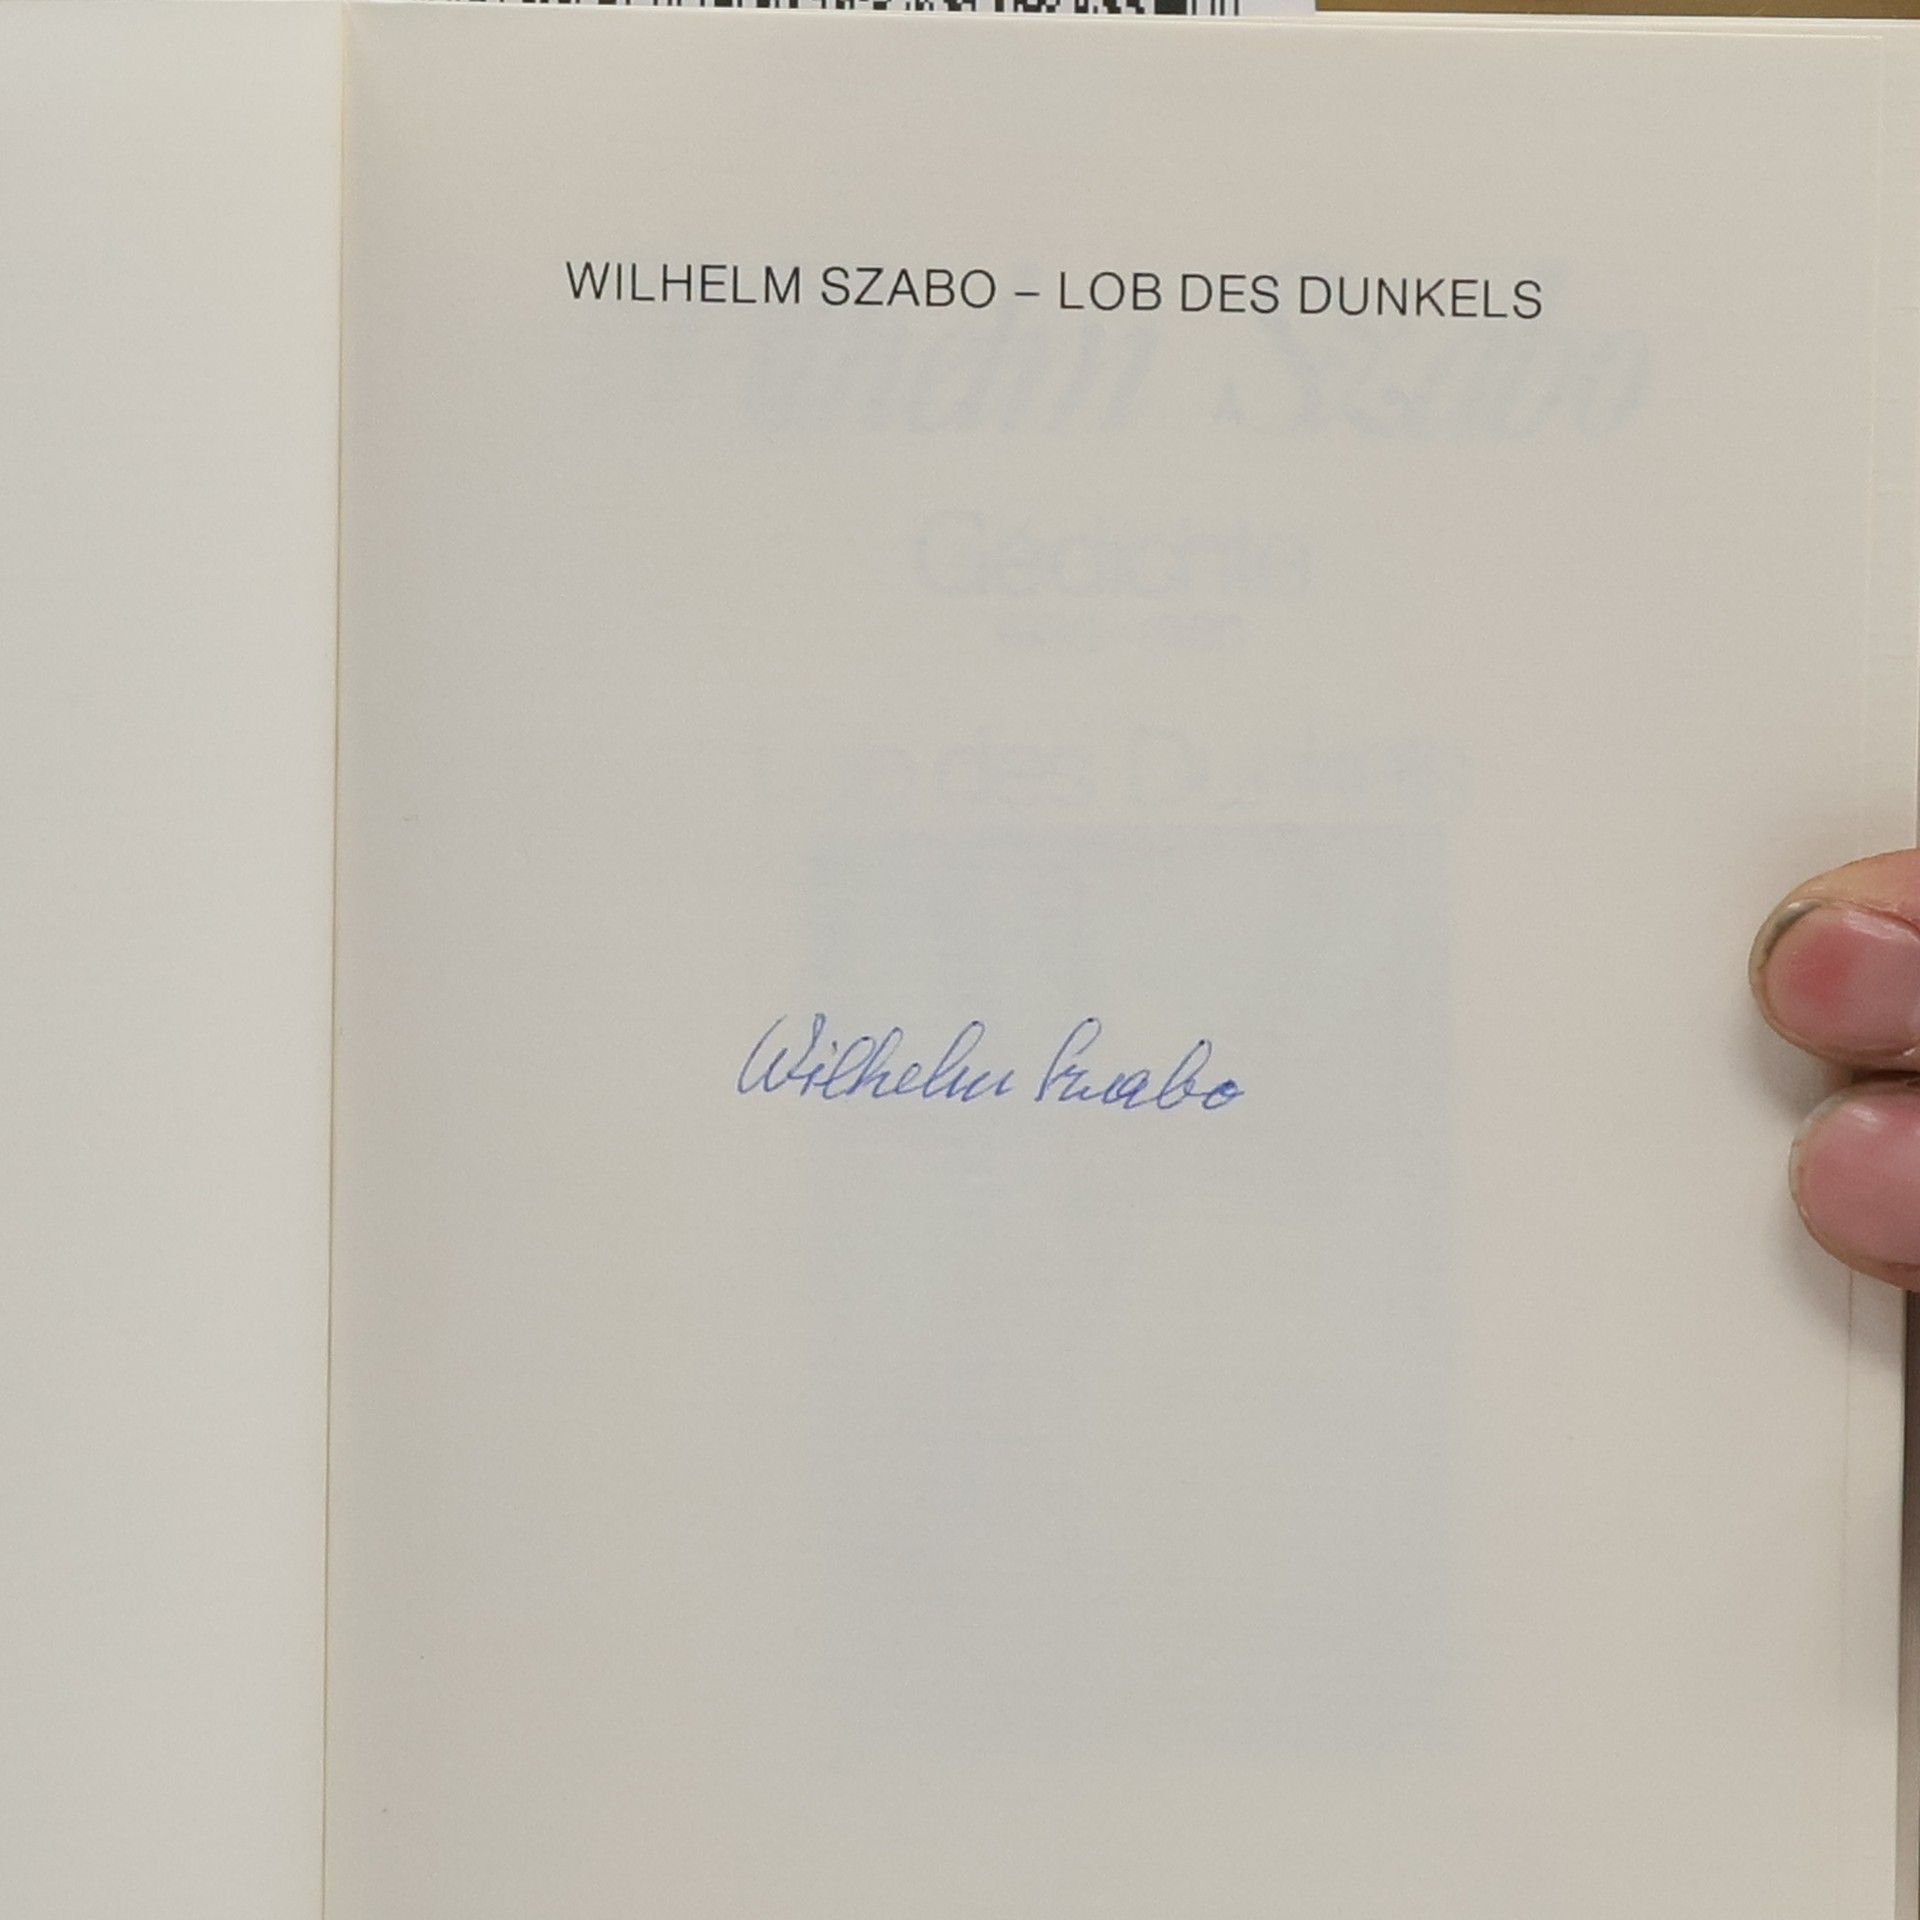 WILHELM SZABO – LOB DES DUNKELS
Wilhelm Szabo